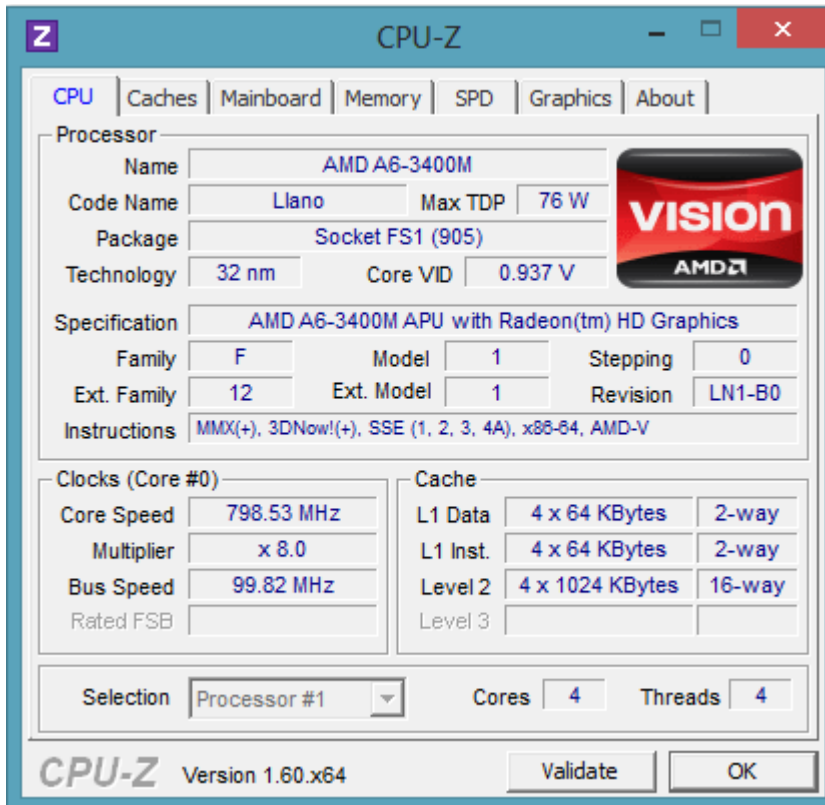 Z CPU-Z
CPU Caches Mainboard Memory SPD Graphics About
Processor
Name AMD A6-3400M
Code Name Llano Max TDP 76 W
Package Socket FS1 (905)
Technology 32 nm Core VID 0.937 V
VISION
AMD
Specification AMD A6-3400M APU with Radeon(tm) HD Graphics
Family F Model 1 Stepping 0
Ext. Family 12 Ext. Model 1 Revision LN1-B0
Instructions MMX(+), 3DNow!(+), SSE (1, 2, 3, 4A), x86-64, AMD-V
Clocks (Core #0)
Core Speed 798.53 MHz
Multiplier x 8.0
Bus Speed 99.82 MHz
Rated FSB
Cache
L1 Data 4 x 64 KBytes 2-way
L1 Inst. 4 x 64 KBytes 2-way
Level 2 4 x 1024 KBytes 16-way
Level 3
Selection Processor #1 Cores 4 Threads 4
CPU-Z Version 1.60.x64 Validate OK